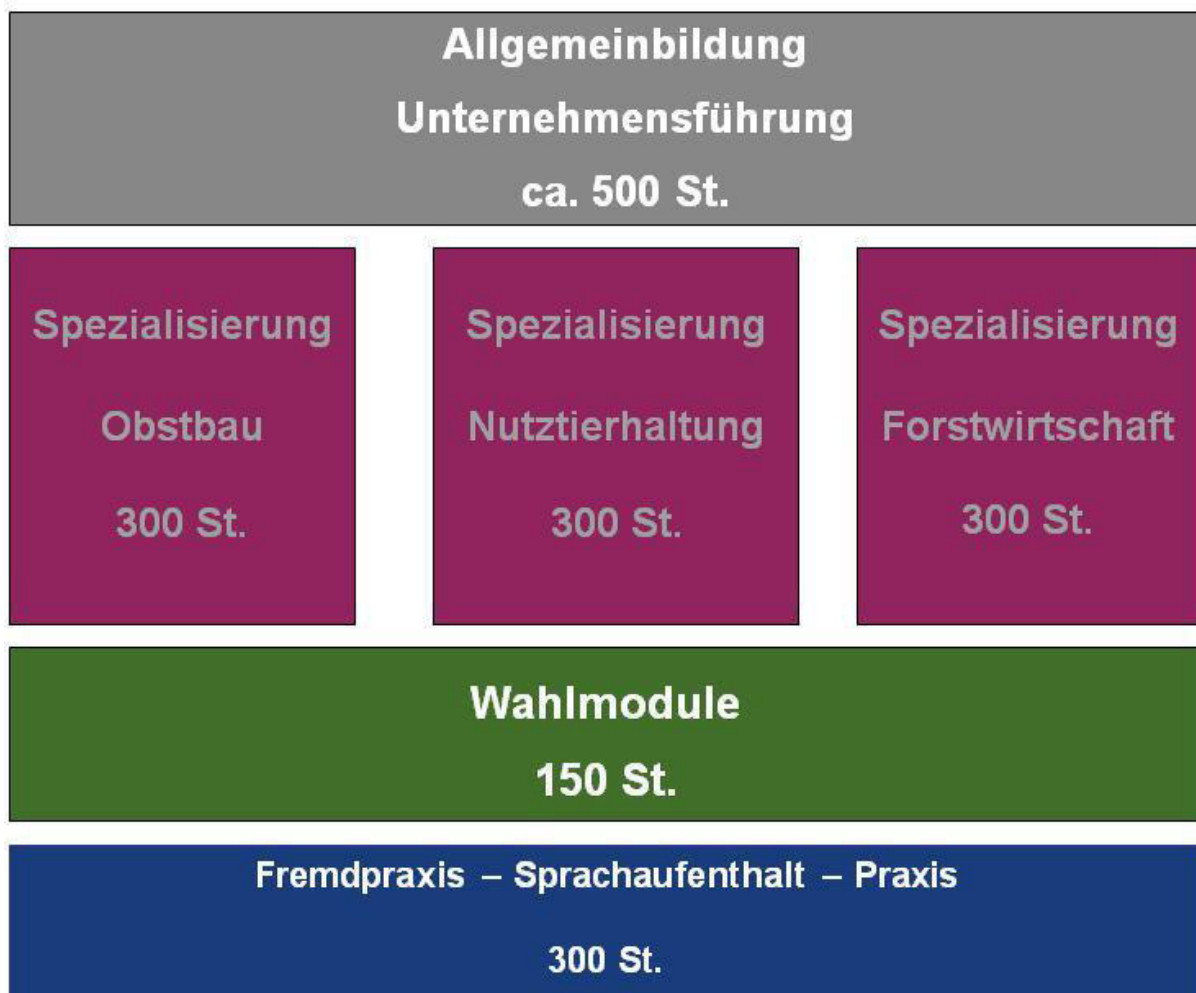 Allgemeinbildung
Unternehmensführung
ca. 500 St.
Spezialisierung
Obstbau
300 St.
Spezialisierung
Nutztierhaltung
300 St.
Spezialisierung
Forstwirtschaft
300 St.
Wahlmodule
150 St.
Fremdpraxis – Sprachaufenthalt – Praxis
300 St.